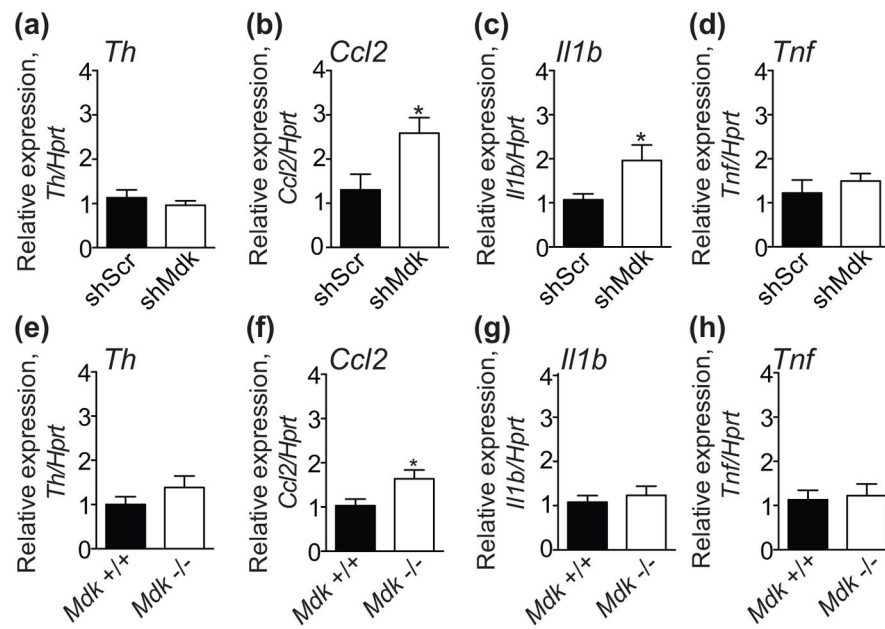 (a)
Th
Relative expression,
Th/Hprt
4
3
2
1
0
shScr
shMdk
(b)
Ccl2
Relative expression,
Ccl2/Hprt
4
3
2
1
0
*
shScr
shMdk
(c)
Il1b
Relative expression,
Il1b/Hprt
4
3
2
1
0
*
shScr
shMdk
(d)
Tnf
Relative expression,
Tnf/Hprt
4
3
2
1
0
shScr
shMdk
(e)
Th
Relative expression,
Th/Hprt
4
3
2
1
0
Mdk +/+
Mdk -/-
(f)
Ccl2
Relative expression,
Ccl2/Hprt
4
3
2
1
0
*
Mdk +/+
Mdk -/-
(g)
Il1b
Relative expression,
Il1b/Hprt
4
3
2
1
0
Mdk +/+
Mdk -/-
(h)
Tnf
Relative expression,
Tnf/Hprt
4
3
2
1
0
Mdk +/+
Mdk -/-